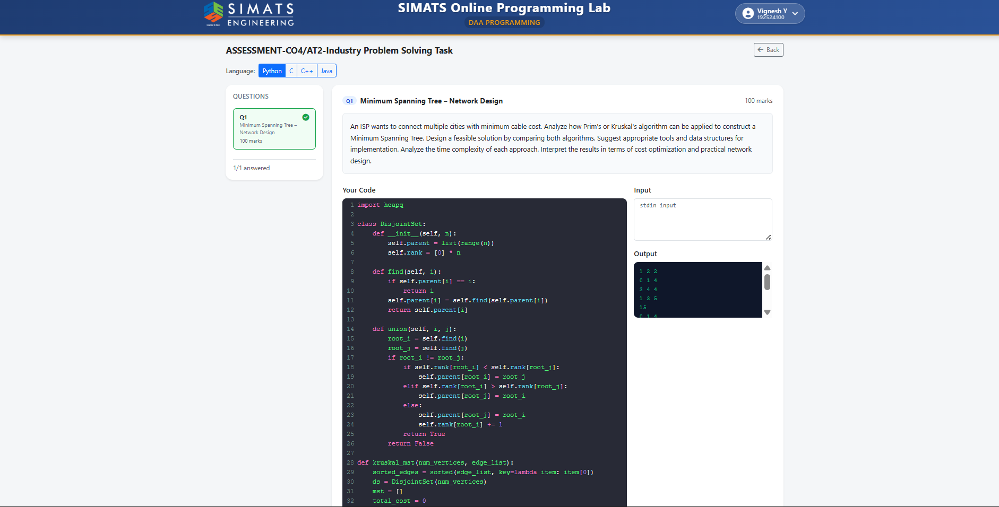 SIMATS
ENGINEERING
Engineer to Excel
SIMATS Online Programming Lab
DAA PROGRAMMING
Vignesh Y
192524100
ASSESSMENT-CO4/AT2-Industry Problem Solving Task
← Back
Language:
Python
C
C++
Java
QUESTIONS
Q1
Minimum Spanning Tree –
Network Design
100 marks
1/1 answered
Q1
Minimum Spanning Tree – Network Design
100 marks
An ISP wants to connect multiple cities with minimum cable cost. Analyze how Prim's or Kruskal's algorithm can be applied to construct a
Minimum Spanning Tree. Design a feasible solution by comparing both algorithms. Suggest appropriate tools and data structures for
implementation. Analyze the time complexity of each approach. Interpret the results in terms of cost optimization and practical network
design.
Your Code
1 import heapq
2
3 class DisjointSet:
4     def __init__(self, n):
5         self.parent = list(range(n))
6         self.rank = [0] * n
7
8     def find(self, i):
9         if self.parent[i] == i:
10             return i
11         self.parent[i] = self.find(self.parent[i])
12         return self.parent[i]
13
14     def union(self, i, j):
15         root_i = self.find(i)
16         root_j = self.find(j)
17         if root_i != root_j:
18             if self.rank[root_i] < self.rank[root_j]:
19                 self.parent[root_i] = root_j
20             elif self.rank[root_i] > self.rank[root_j]:
21                 self.parent[root_j] = root_i
22             else:
23                 self.parent[root_j] = root_i
24                 self.rank[root_i] += 1
25             return True
26         return False
27
28 def kruskal_mst(num_vertices, edge_list):
29     sorted_edges = sorted(edge_list, key=lambda item: item[0])
30     ds = DisjointSet(num_vertices)
31     mst = []
32     total_cost = 0
Input
stdin input
Output
1 2 2
0 1 4
3 4 4
1 3 5
15
0 1 4